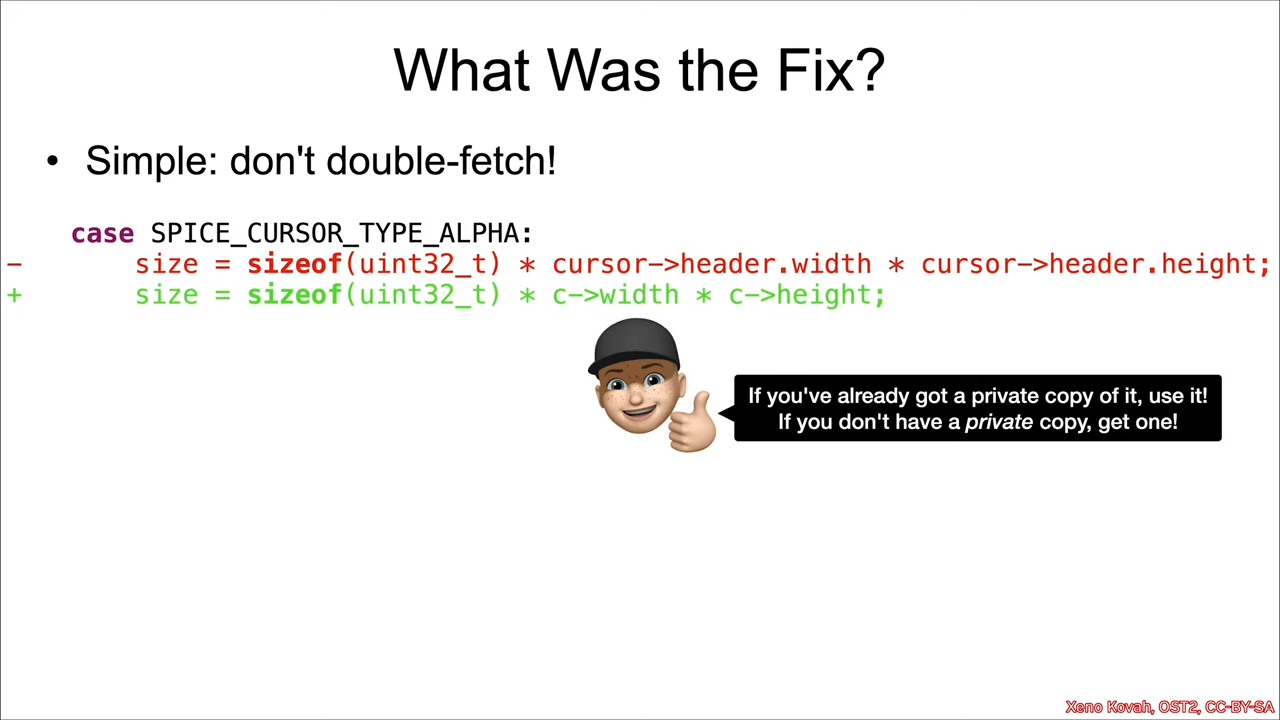 What Was the Fix?
• Simple: don't double-fetch!
case SPICE_CURSOR_TYPE_ALPHA:
- size = sizeof(uint32_t) * cursor->header.width * cursor->header.height;
+ size = sizeof(uint32_t) * c->width * c->height;
If you've already got a private copy of it, use it!
If you don't have a private copy, get one!
Xeno Kovah, OST2, CC-BY-SA